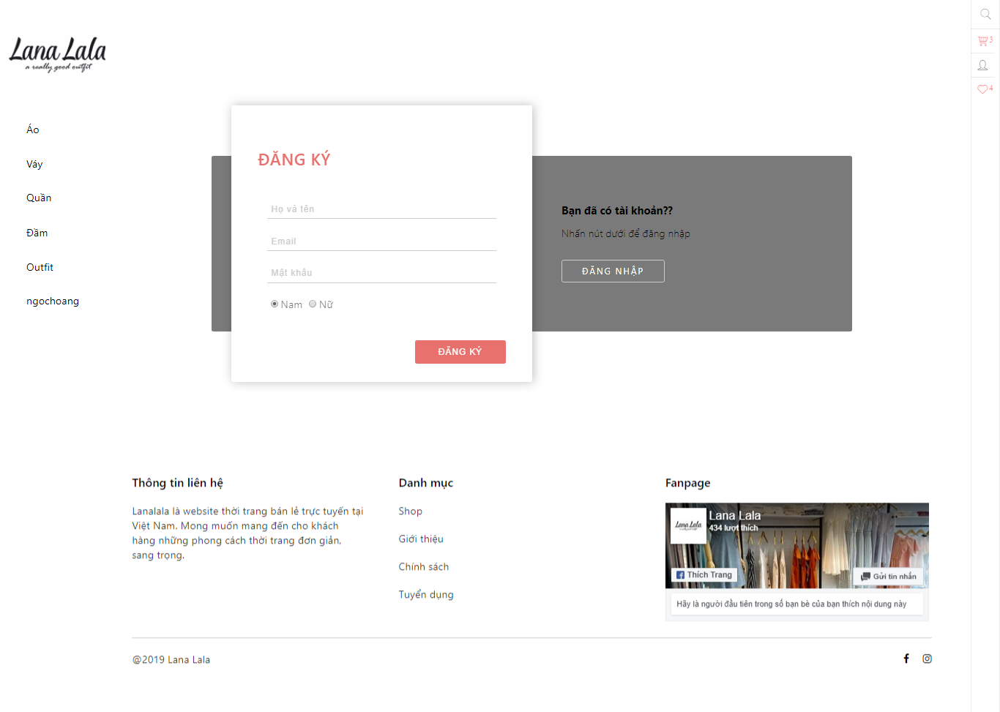 Lana Lala
a really good outfit
3
4
Áo
Váy
Quần
Đầm
Outfit
ngochoang
ĐĂNG KÝ
Họ và tên
Email
Mật khẩu
Nam Nữ
ĐĂNG KÝ
Bạn đã có tài khoản??
Nhấn nút dưới để đăng nhập
ĐĂNG NHẬP
Thông tin liên hệ
Lanalala là website thời trang bán lẻ trực tuyến tại
Việt Nam. Mong muốn mang đến cho khách
hàng những phong cách thời trang đơn giản,
sang trọng.
Danh mục
Shop
Giới thiệu
Chính sách
Tuyển dụng
Fanpage
Lana Lala
Lana Lala
434 lượt thích
Thích Trang
Gửi tin nhắn
Hãy là người đầu tiên trong số bạn bè của bạn thích nội dung này
@2019 Lana Lala